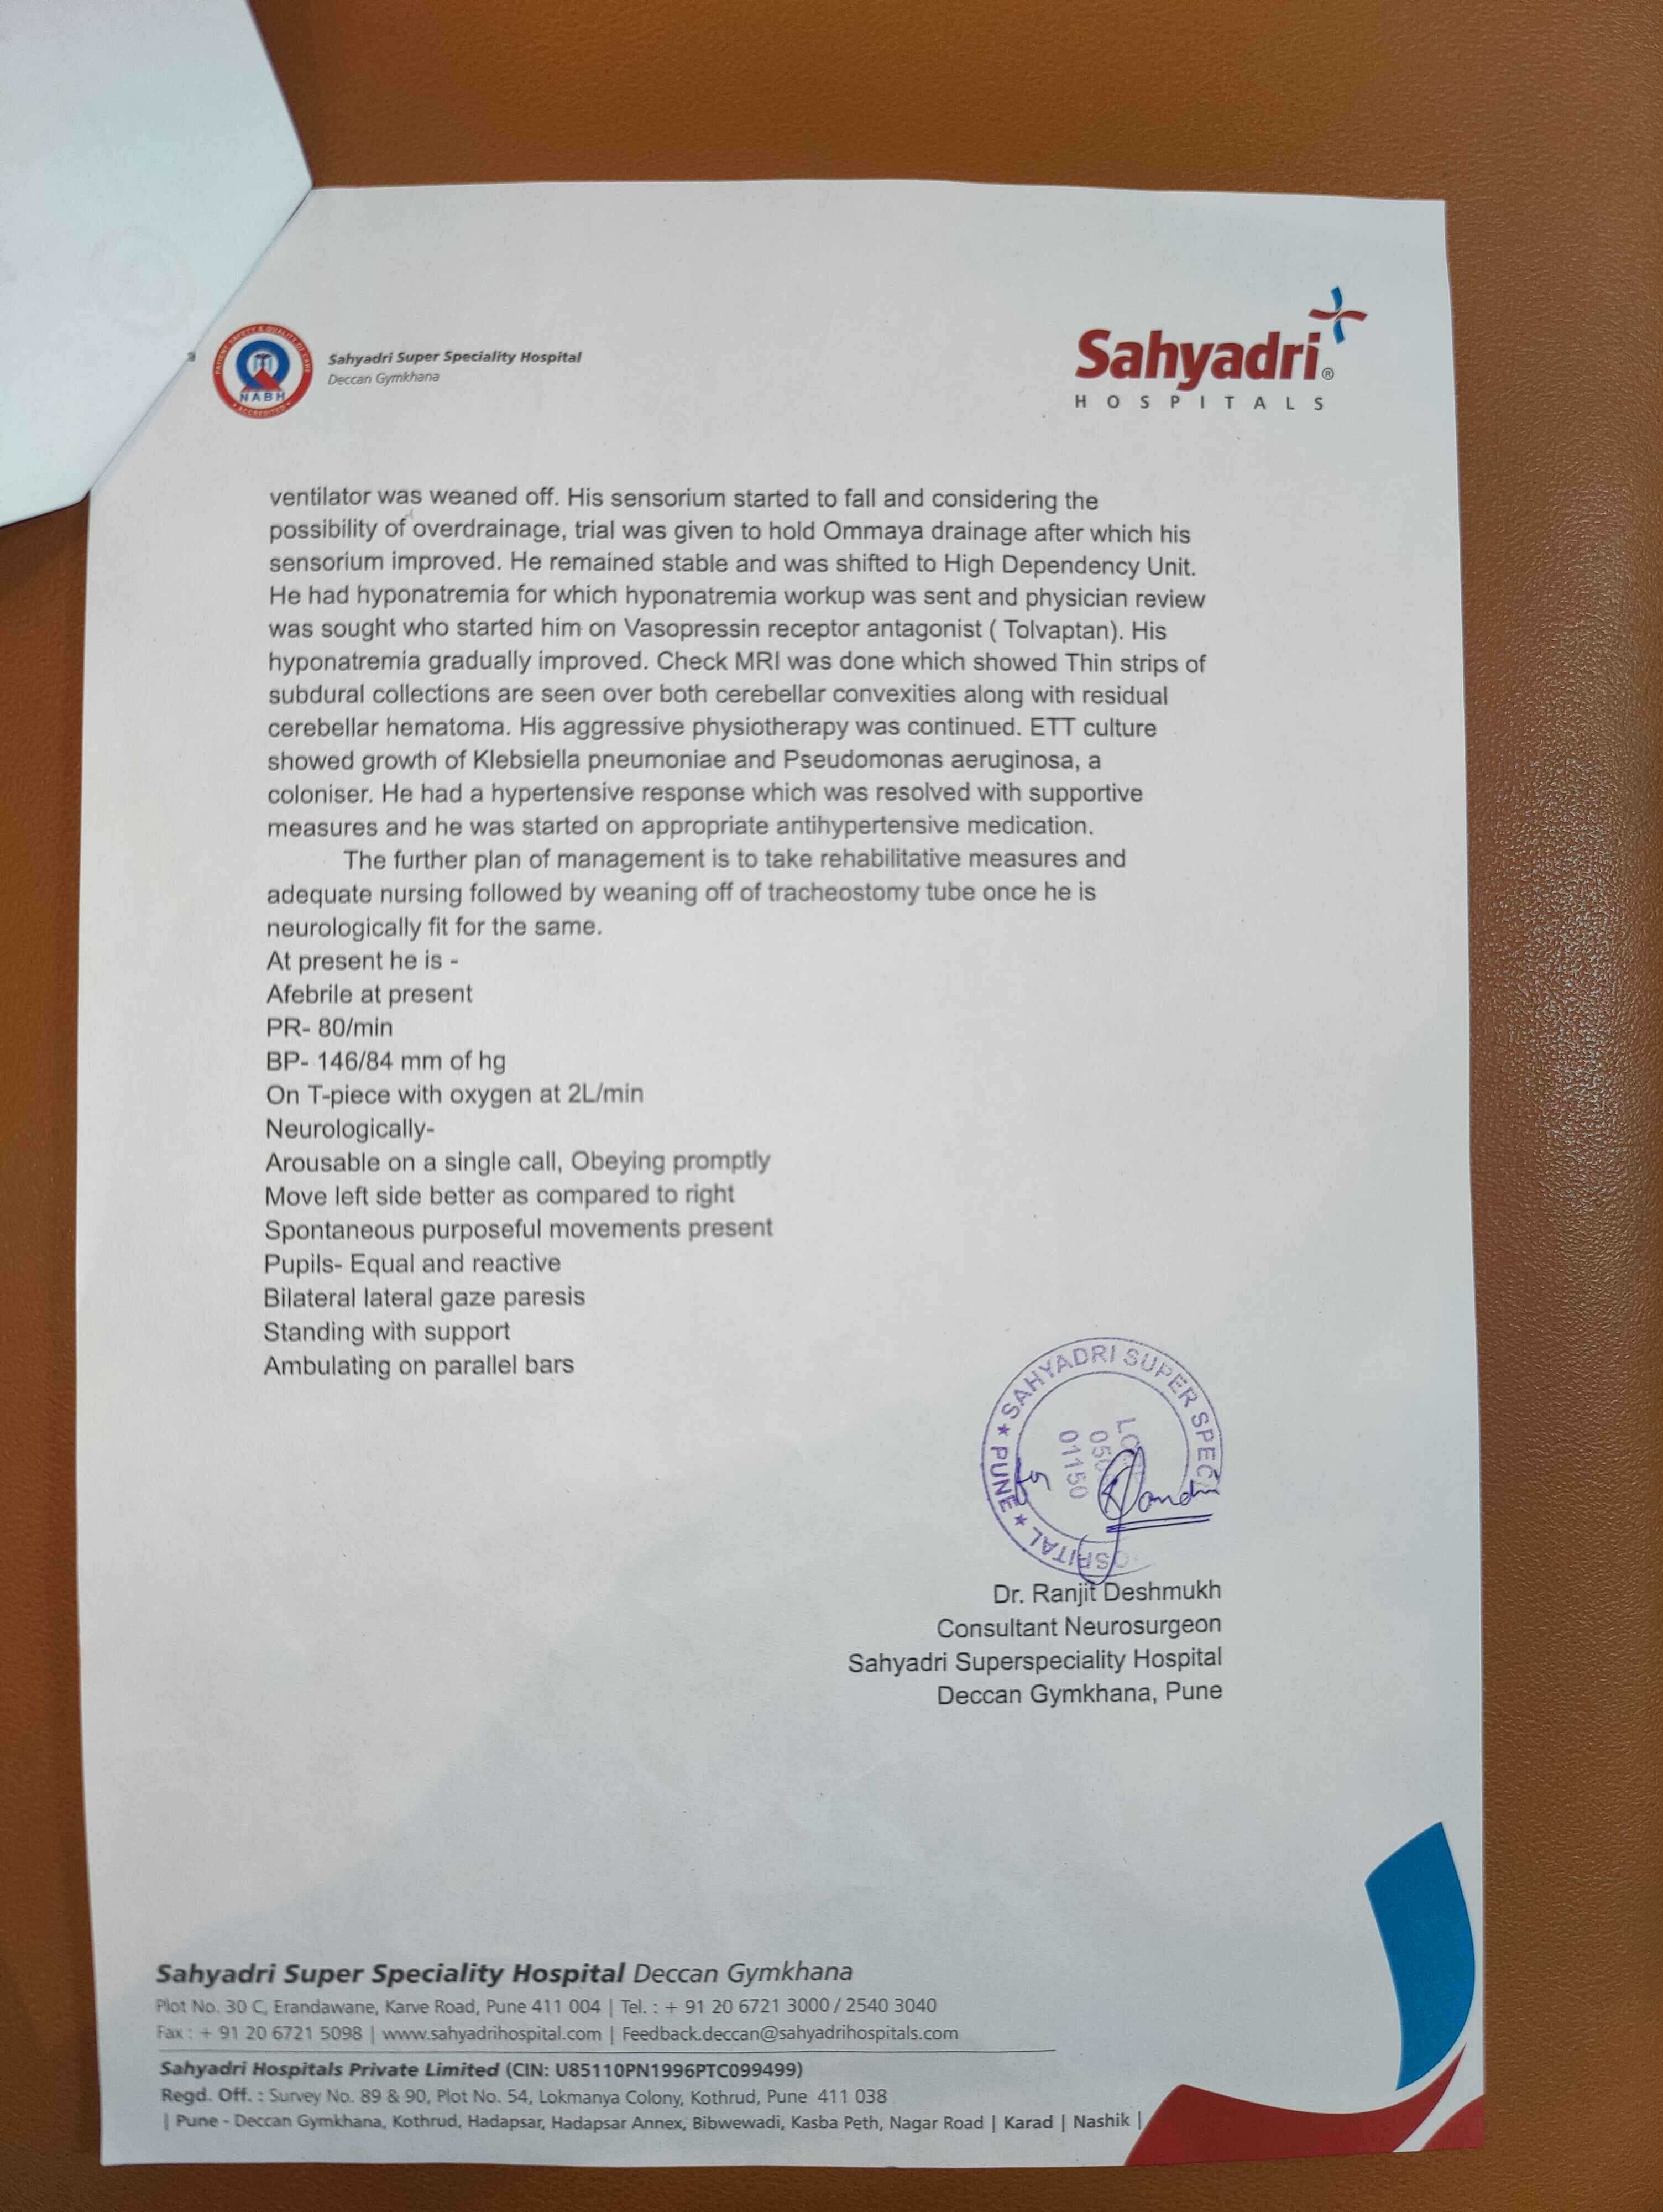 PATIENT SAFETY & QUALITY OF CARE
NABH
ACCREDITED
Sahyadri Super Speciality Hospital
Deccan Gymkhana
Sahyadri®
HOSPITALS
ventilator was weaned off. His sensorium started to fall and considering the
possibility of overdrainage, trial was given to hold Ommaya drainage after which his
sensorium improved. He remained stable and was shifted to High Dependency Unit.
He had hyponatremia for which hyponatremia workup was sent and physician review
was sought who started him on Vasopressin receptor antagonist ( Tolvaptan). His
hyponatremia gradually improved. Check MRI was done which showed Thin strips of
subdural collections are seen over both cerebellar convexities along with residual
cerebellar hematoma. His aggressive physiotherapy was continued. ETT culture
showed growth of Klebsiella pneumoniae and Pseudomonas aeruginosa, a
coloniser. He had a hypertensive response which was resolved with supportive
measures and he was started on appropriate antihypertensive medication.
The further plan of management is to take rehabilitative measures and
adequate nursing followed by weaning off of tracheostomy tube once he is
neurologically fit for the same.
At present he is -
Afebrile at present
PR- 80/min
BP- 146/84 mm of hg
On T-piece with oxygen at 2L/min
Neurologically-
Arousable on a single call, Obeying promptly
Move left side better as compared to right
Spontaneous purposeful movements present
Pupils- Equal and reactive
Bilateral lateral gaze paresis
Standing with support
Ambulating on parallel bars
SAHYADRI SUPER SPEC
PUNE
01150
Dr. Ranjit Deshmukh
Consultant Neurosurgeon
Sahyadri Superspeciality Hospital
Deccan Gymkhana, Pune
Sahyadri Super Speciality Hospital Deccan Gymkhana
Plot No. 30 C, Erandawane, Karve Road, Pune 411 004 | Tel. : + 91 20 6721 3000 / 2540 3040
Fax : + 91 20 6721 5098 | www.sahyadrihospital.com | Feedback.deccan@sahyadrihospitals.com
Sahyadri Hospitals Private Limited (CIN: U85110PN1996PTC099499)
Regd. Off. : Survey No. 89 & 90, Plot No. 54, Lokmanya Colony, Kothrud, Pune 411 038
| Pune - Deccan Gymkhana, Kothrud, Hadapsar, Hadapsar Annex, Bibwewadi, Kasba Peth, Nagar Road | Karad | Nashik |